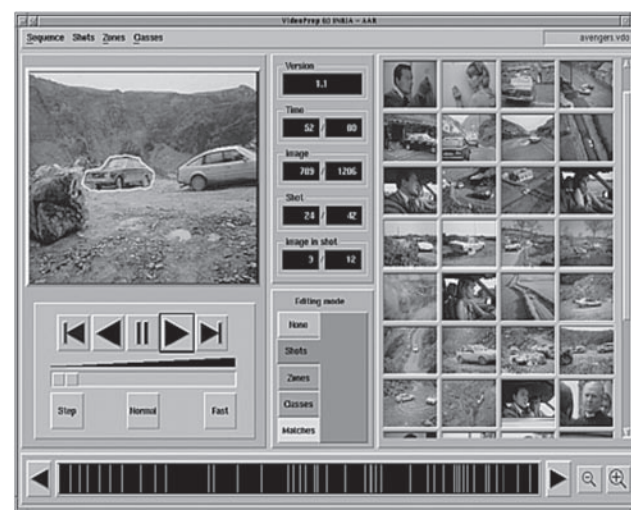 VideoPrep 60 INRIA – AAR
Sequence Shots Zones Classes
avengers.vdo
Version
1.1
Time
52 / 80
Image
709 / 1206
Shot
24 / 42
Image in shot
3 / 12
Editing mode
None
Shots
Zones
Classes
Matches
Step Normal Fast